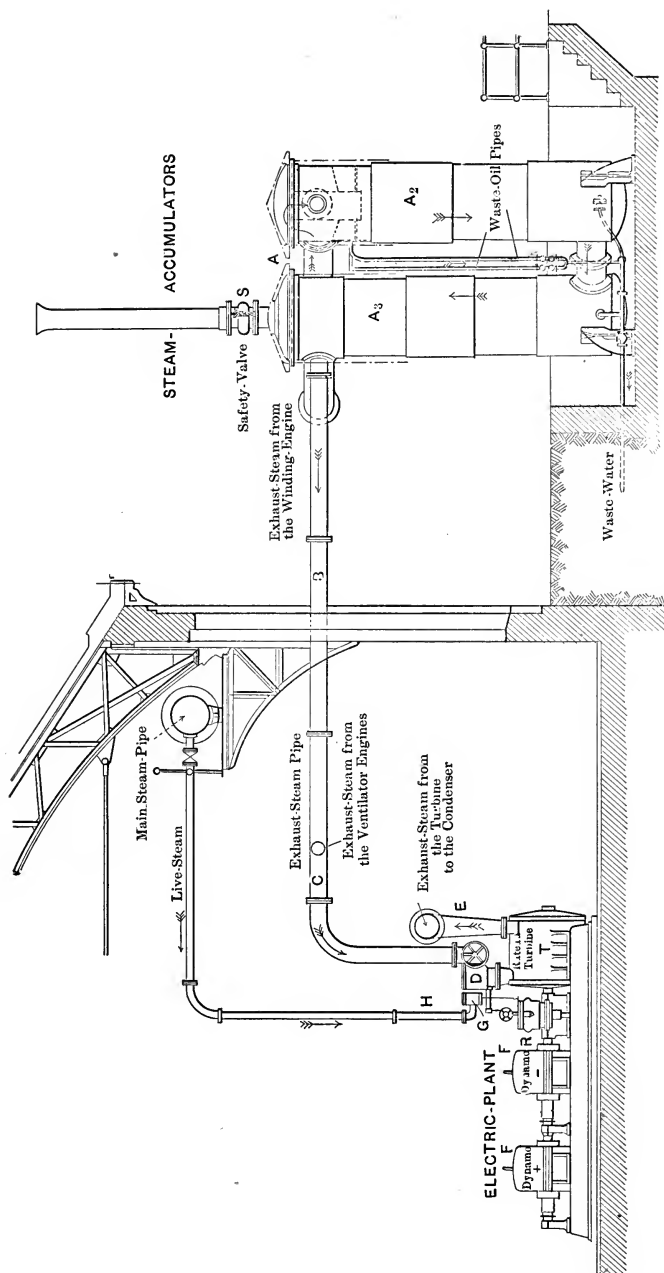 STEAM- ACCUMULATORS
S
Safety-Valve
A
A2
A3
Waste-Oil Pipes
Exhaust-Steam from
the Winding-Engine
Waste-Water
B
Main Steam-Pipe
Live-Steam
Exhaust-Steam Pipe
C
Exhaust-Steam from
the Ventilator Engines
Exhaust-Steam from
the Turbine
to the Condenser
E
D
H
G
Turbine
T
R
ELECTRIC-PLANT
F
Dynamo
-
F
Dynamo
+